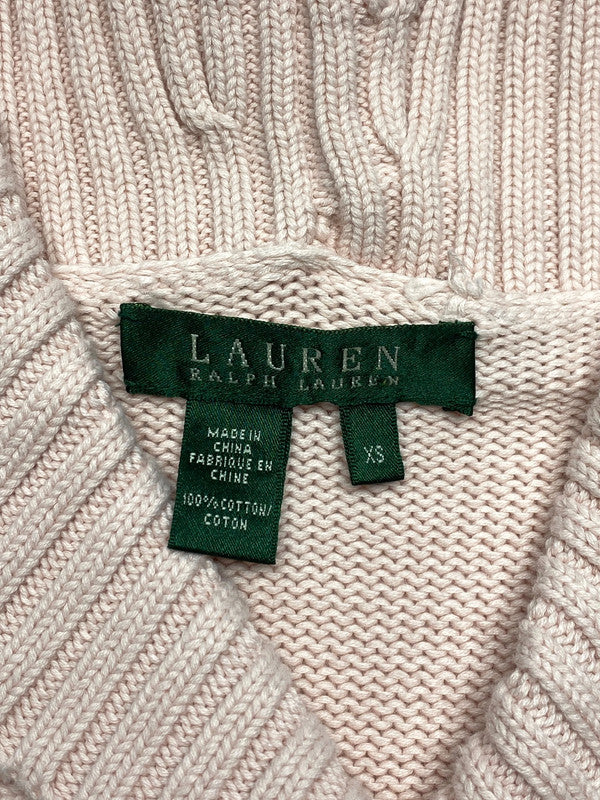 LAUREN
RALPH LAUREN
MADE IN
CHINA
FABRIQUE EN
CHINE
100% COTTON/
COTON
XS